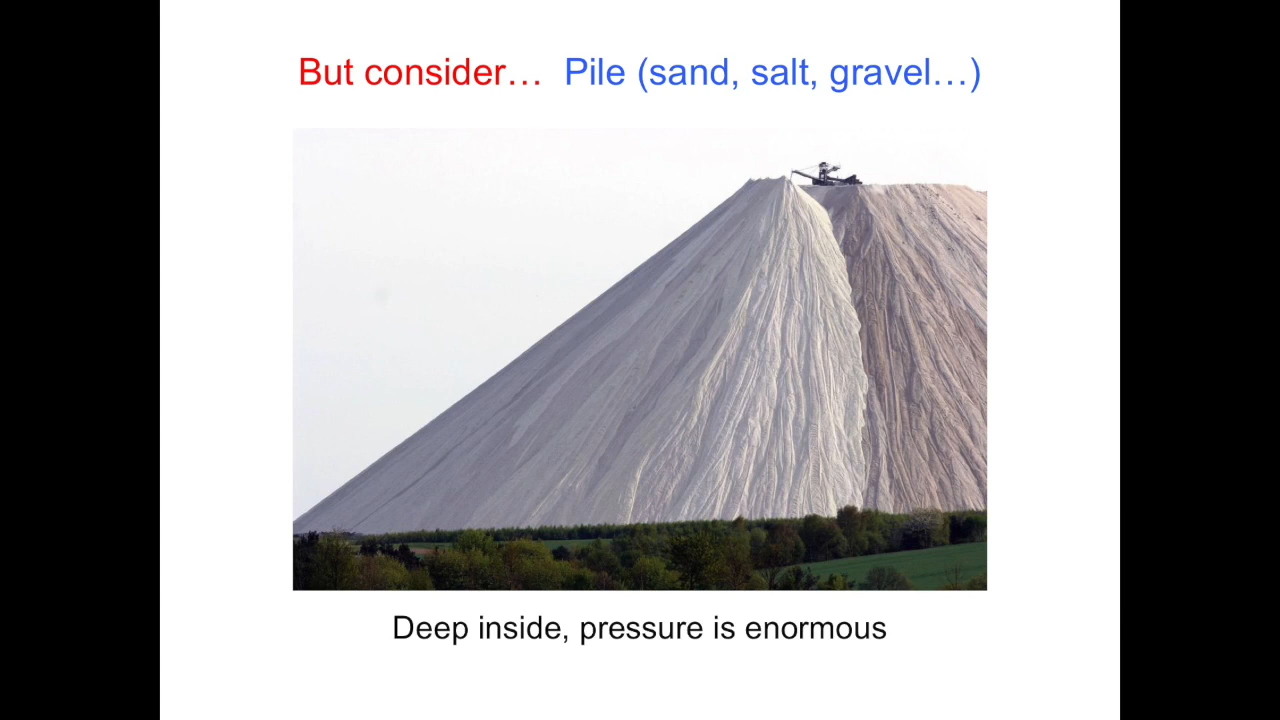 But consider… Pile (sand, salt, gravel…)
Deep inside, pressure is enormous